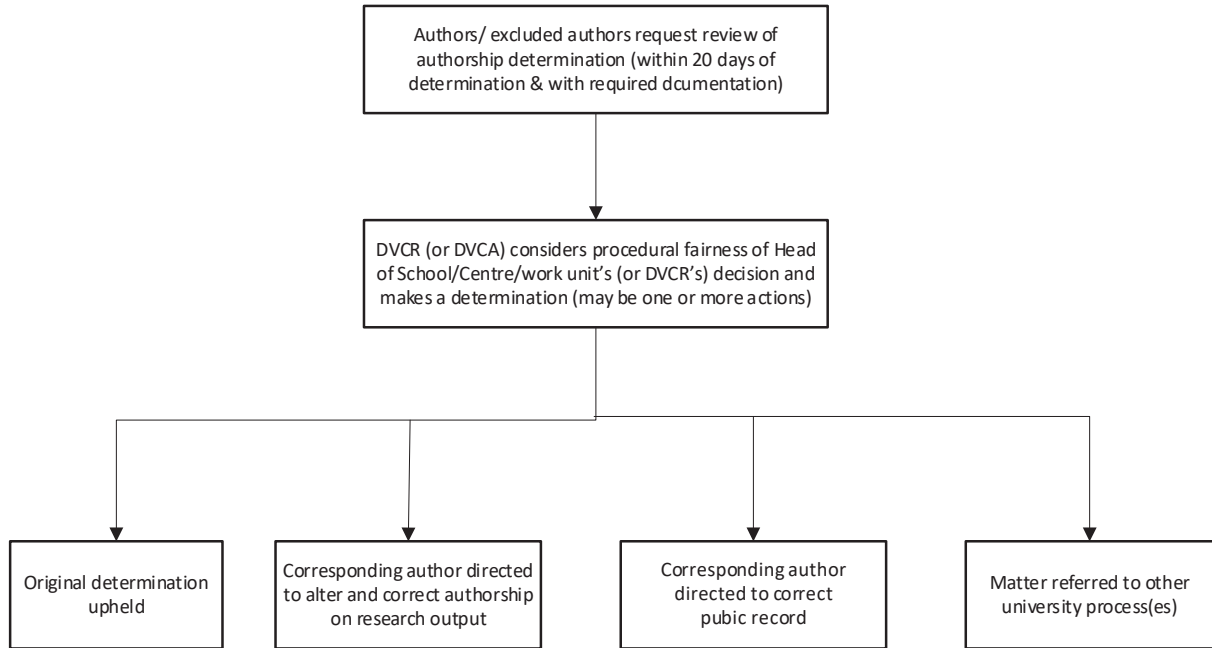 Authors/ excluded authors request review of
authorship determination (within 20 days of
determination & with required dcumentation)
DVCR (or DVCA) considers procedural fairness of Head
of School/Centre/work unit's (or DVCR's) decision and
makes a determination (may be one or more actions)
Original determination
upheld
Corresponding author directed
to alter and correct authorship
on research output
Corresponding author
directed to correct
pubic record
Matter referred to other
university process(es)